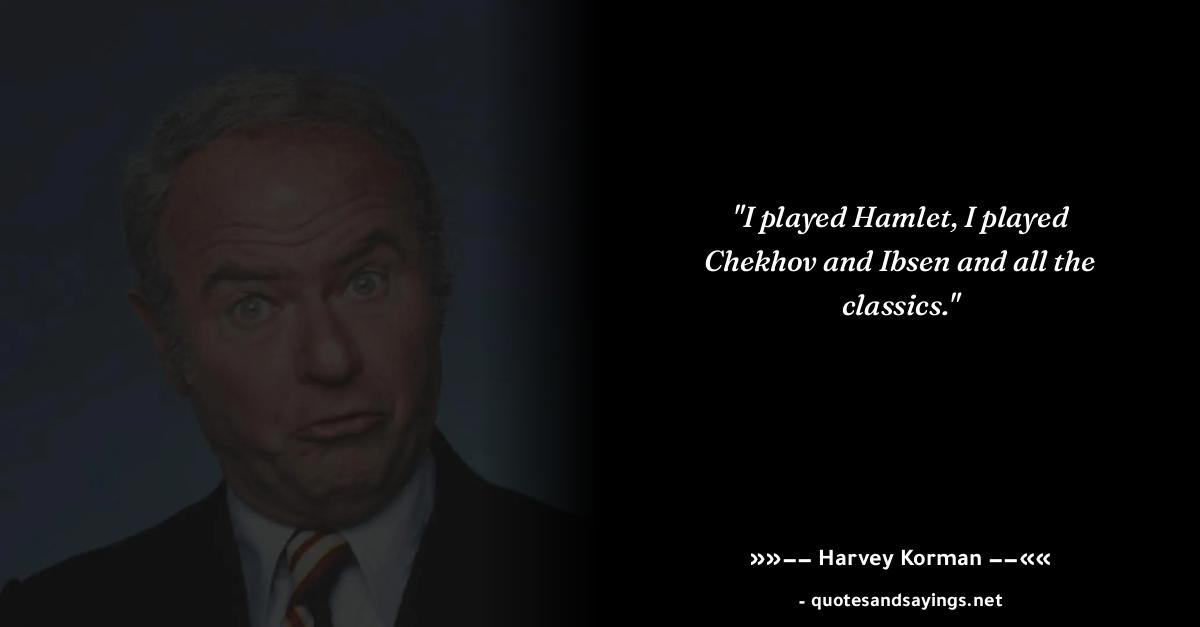 "I played Hamlet, I played
Chekhov and Ibsen and all the
classics."
»»–– Harvey Korman ––««
- quotesandsayings.net